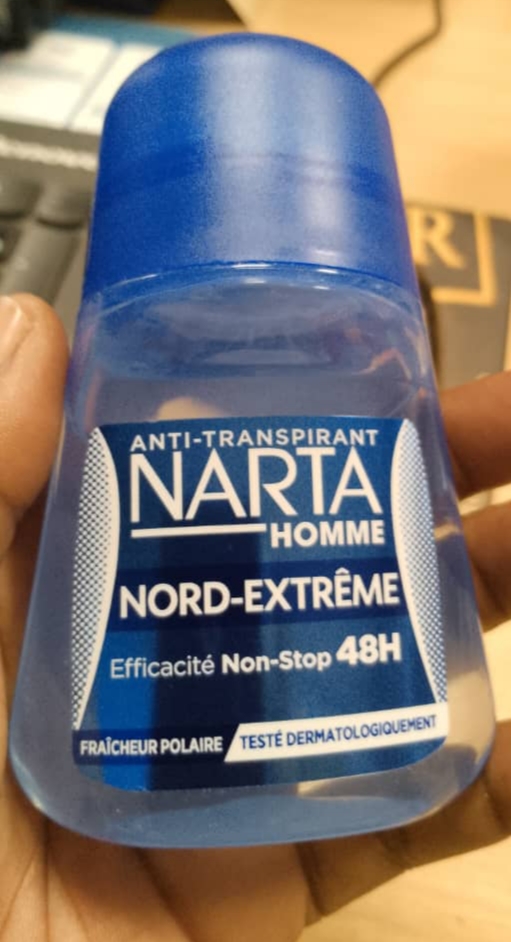 ANTI-TRANSPIRANT
NARTA
HOMME
NORD-EXTRÊME
Efficacité Non-Stop 48H
FRAÎCHEUR POLAIRE TESTÉ DERMATOLOGIQUEMENT
R